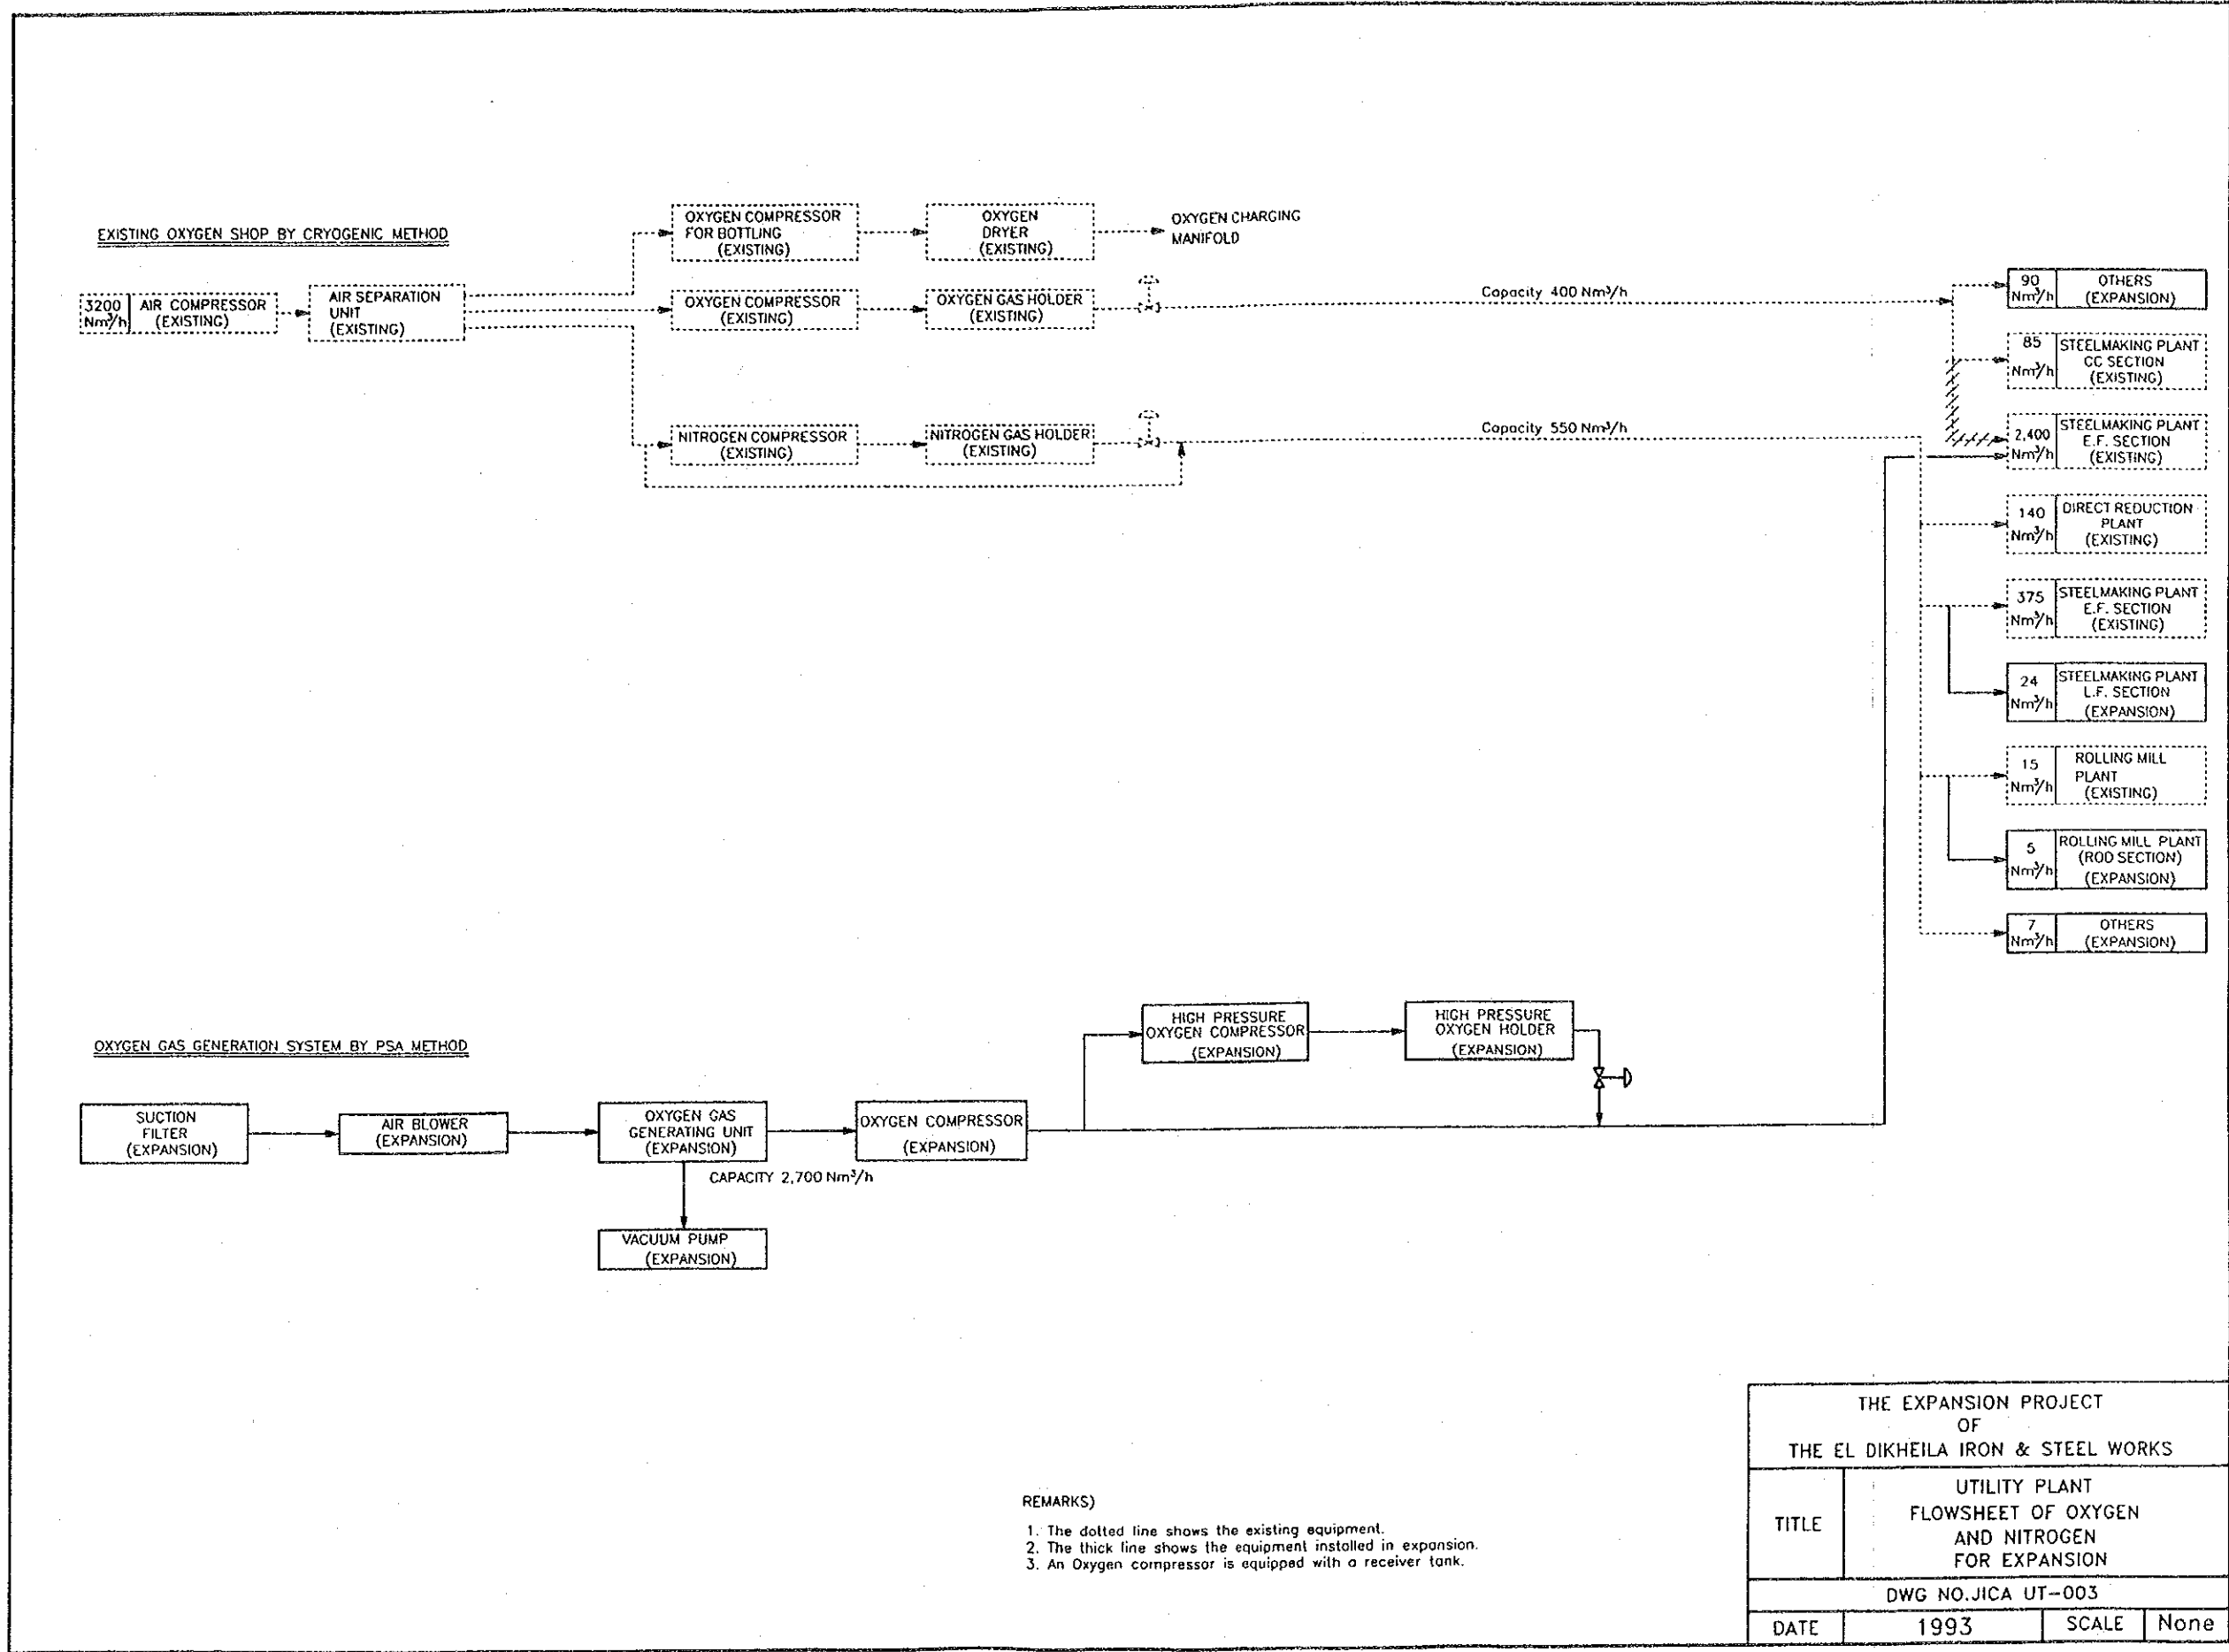 EXISTING OXYGEN SHOP BY CRYOGENIC METHOD
3200
Nm³/h
AIR COMPRESSOR
(EXISTING)
AIR SEPARATION
UNIT
(EXISTING)
OXYGEN COMPRESSOR
FOR BOTTLING
(EXISTING)
OXYGEN
DRYER
(EXISTING)
OXYGEN CHARGING
MANIFOLD
OXYGEN COMPRESSOR
(EXISTING)
OXYGEN GAS HOLDER
(EXISTING)
Capacity 400 Nm³/h
NITROGEN COMPRESSOR
(EXISTING)
NITROGEN GAS HOLDER
(EXISTING)
Capacity 550 Nm³/h
90
Nm³/h
OTHERS
(EXPANSION)
85
Nm³/h
STEELMAKING PLANT
CC SECTION
(EXISTING)
2,400
Nm³/h
STEELMAKING PLANT
E.F. SECTION
(EXISTING)
140
Nm³/h
DIRECT REDUCTION
PLANT
(EXISTING)
375
Nm³/h
STEELMAKING PLANT
E.F. SECTION
(EXISTING)
24
Nm³/h
STEELMAKING PLANT
L.F. SECTION
(EXPANSION)
15
Nm³/h
ROLLING MILL
PLANT
(EXISTING)
5
Nm³/h
ROLLING MILL PLANT
(ROD SECTION)
(EXPANSION)
7
Nm³/h
OTHERS
(EXPANSION)
OXYGEN GAS GENERATION SYSTEM BY PSA METHOD
SUCTION
FILTER
(EXPANSION)
AIR BLOWER
(EXPANSION)
OXYGEN GAS
GENERATING UNIT
(EXPANSION)
CAPACITY 2,700 Nm³/h
VACUUM PUMP
(EXPANSION)
OXYGEN COMPRESSOR
(EXPANSION)
HIGH PRESSURE
OXYGEN COMPRESSOR
(EXPANSION)
HIGH PRESSURE
OXYGEN HOLDER
(EXPANSION)
REMARKS)
1. The dotted line shows the existing equipment.
2. The thick line shows the equipment installed in expansion.
3. An Oxygen compressor is equipped with a receiver tank.
THE EXPANSION PROJECT
OF
THE EL DIKHEILA IRON & STEEL WORKS
TITLE
UTILITY PLANT
FLOWSHEET OF OXYGEN
AND NITROGEN
FOR EXPANSION
DWG NO.JICA UT-003
DATE 1993 SCALE None